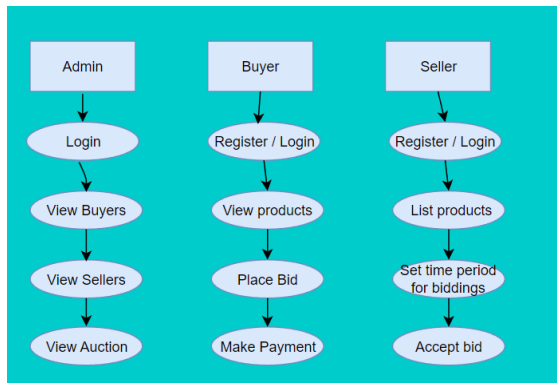 Admin
Buyer
Seller
Login
Register / Login
Register / Login
View Buyers
View products
List products
View Sellers
Place Bid
Set time period
for biddings
View Auction
Make Payment
Accept bid